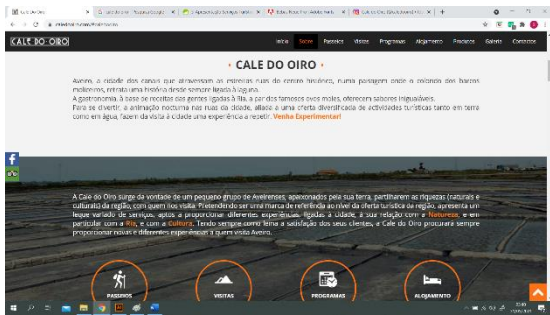 Cale do Oiro
CALE DO OIRO
Início Sobre Passeios Visitas Programas Alojamento Produtos Galeria Contactos
• CALE DO OIRO •
Aveiro, a cidade dos canais que atravessam as estreitas ruas do centro histórico, numa paisagem onde o colorido dos barcos
moliceiros, retrata uma história desde sempre ligada à laguna.
A gastronomia, à base de receitas das gentes ligadas à Ria, a par dos famosos ovos moles, oferecem sabores inigualáveis.
Para se divertir, a animação nocturna nas ruas da cidade, aliada a uma oferta diversificada de actividades turísticas tanto em terra
como em água, fazem da visita à cidade uma experiência a repetir. Venha Experimentar!
A Cale do Oiro surge da vontade de um pequeno grupo de Aveirenses, apaixonados pela sua terra, partilharem as riquezas (naturais e
culturais) da região, com quem nos visita. Pretendendo ser uma marca de referência ao nível da oferta turística da região, apresenta um
leque variado de serviços, aptos a proporcionar diferentes experiências, ligadas à cidade, à sua relação com a Natureza, e em
particular com a Ria, e com a Cultura. Tendo sempre como lema a satisfação dos seus clientes, a Cale do Oiro procurará sempre
proporcionar novas e diferentes experiências a quem visita Aveiro.
PASSEIOS VISITAS PROGRAMAS ALOJAMENTO